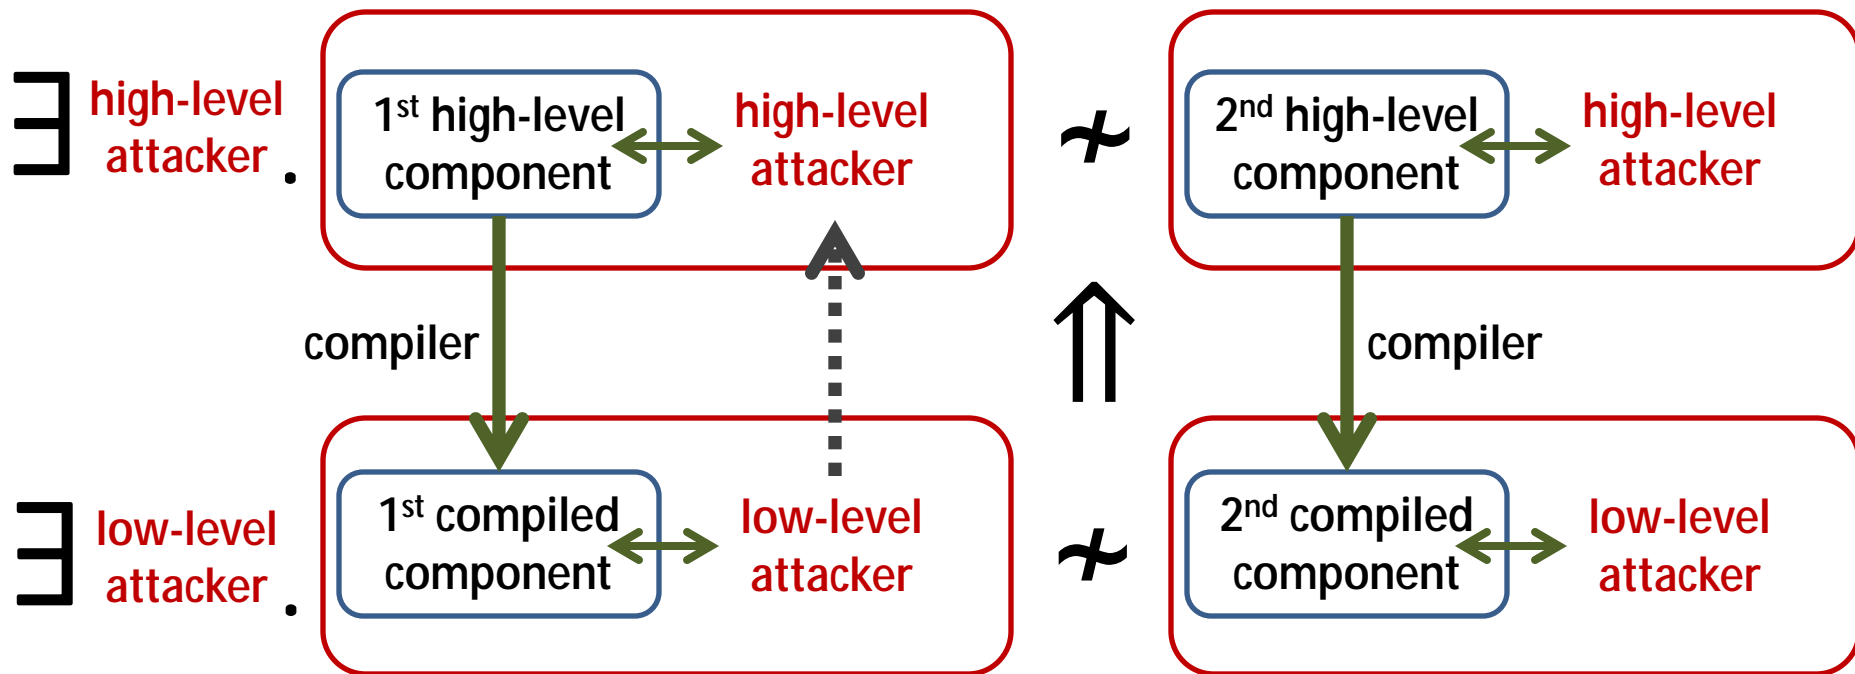 ∃ high-level attacker .
1st high-level component
high-level attacker
≁
2nd high-level component
high-level attacker
compiler
⇑
compiler
∃ low-level attacker .
1st compiled component
low-level attacker
≁
2nd compiled component
low-level attacker